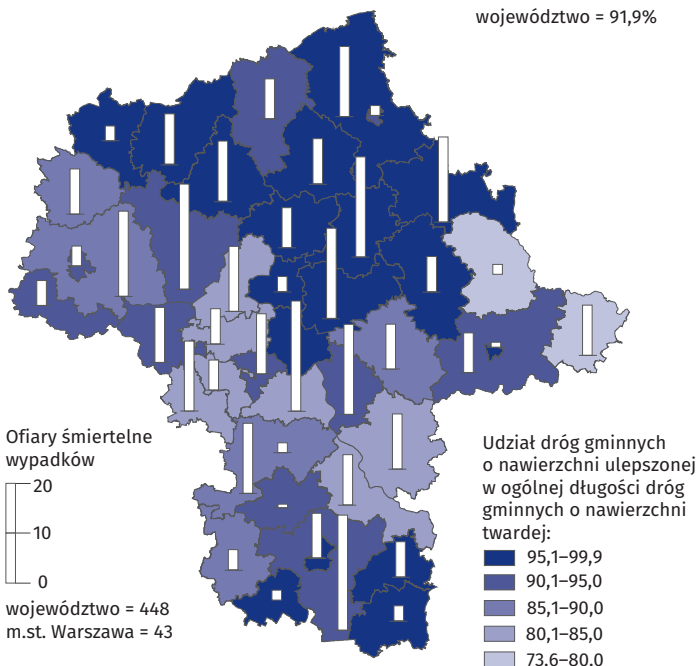 województwo = 91,9%
Ofiary śmiertelne
wypadków
20
10
0
województwo = 448
m.st. Warszawa = 43
Udział dróg gminnych
o nawierzchni ulepszonej
w ogólnej długości dróg
gminnych o nawierzchni
twardej:
95,1–99,9
90,1–95,0
85,1–90,0
80,1–85,0
73,6–80,0